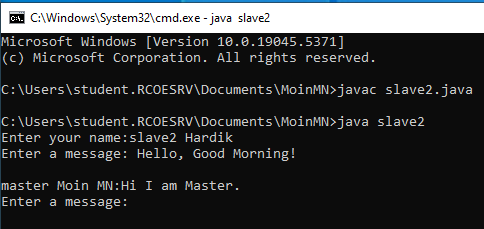 C:\Windows\System32\cmd.exe - java slave2
Microsoft Windows [Version 10.0.19045.5371]
(c) Microsoft Corporation. All rights reserved.
C:\Users\student.RCOESRV\Documents\MoinMN>javac slave2.java
C:\Users\student.RCOESRV\Documents\MoinMN>java slave2
Enter your name:slave2 Hardik
Enter a message: Hello, Good Morning!
master Moin MN:Hi I am Master.
Enter a message: